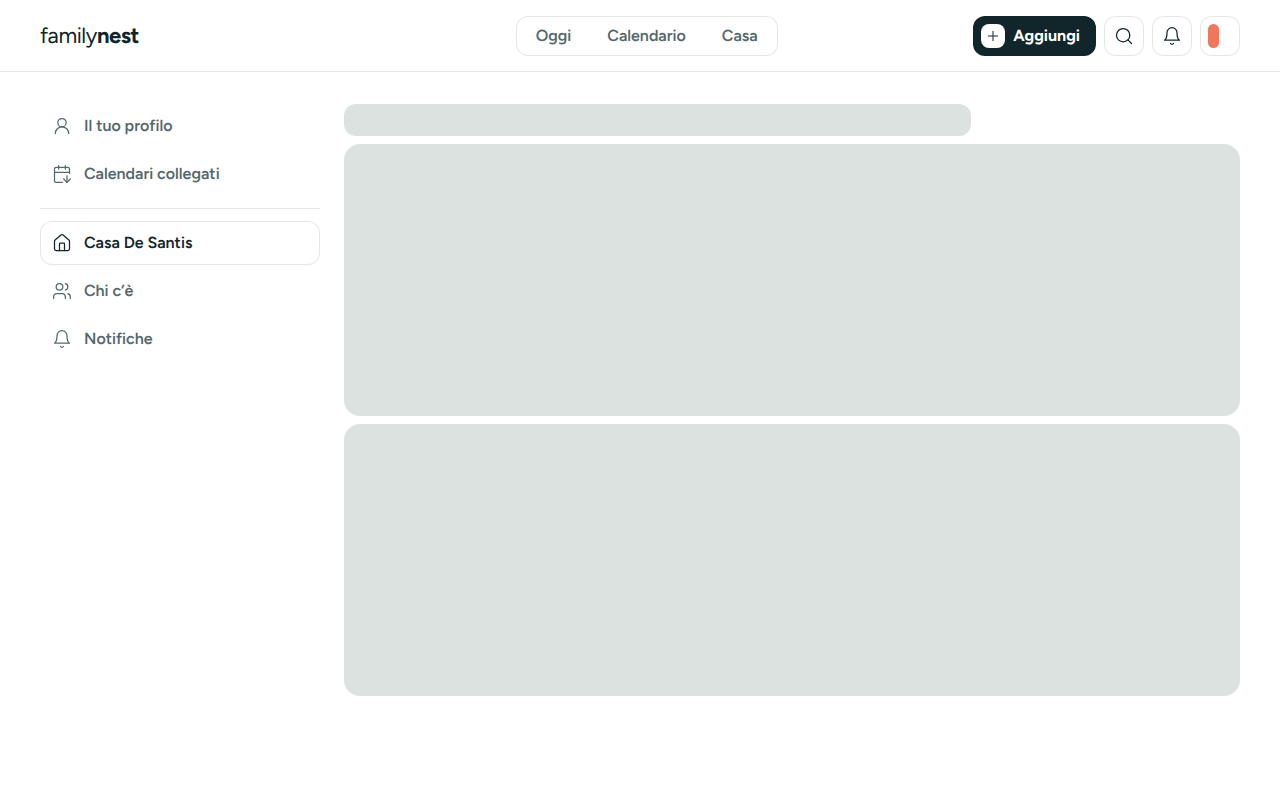 familynest
Oggi
Calendario
Casa
Aggiungi
Il tuo profilo
Calendari collegati
Casa De Santis
Chi c’è
Notifiche